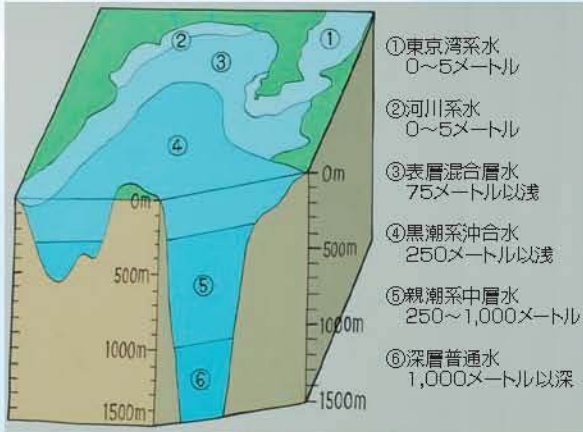 ①東京湾系水
0～5メートル
②河川系水
0～5メートル
③表層混合層水
75メートル以浅
④黒潮系沖合水
250メートル以浅
⑤親潮系中層水
250～1,000メートル
⑥深層普通水
1,000メートル以深
②
①
③
④
0m
0m
500m
500m
⑤
1000m
1000m
⑥
1500m
1500m